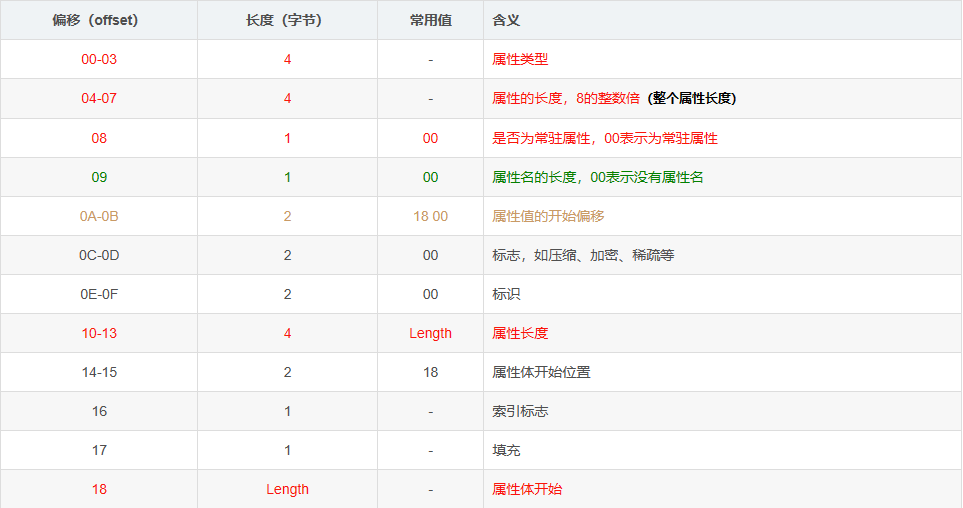 偏移（offset） 长度（字节） 常用值 含义
00-03 4 - 属性类型
04-07 4 - 属性的长度，8的整数倍（整个属性长度）
08 1 00 是否为常驻属性，00表示为常驻属性
09 1 00 属性名的长度，00表示没有属性名
0A-0B 2 18 00 属性值的开始偏移
0C-0D 2 00 标志，如压缩、加密、稀疏等
0E-0F 2 00 标识
10-13 4 Length 属性长度
14-15 2 18 属性体开始位置
16 1 - 索引标志
17 1 - 填充
18 Length - 属性体开始